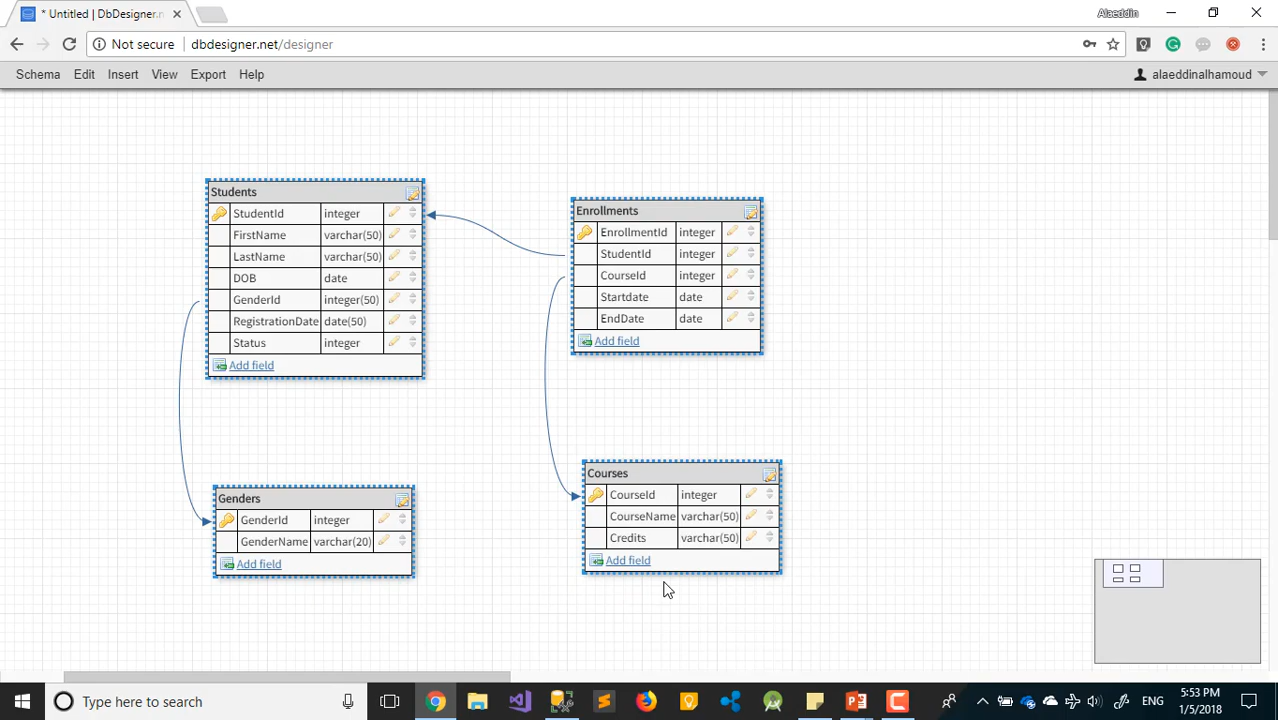 * Untitled | DbDesigner.n
Alaeddin
Not secure
dbdesigner.net/designer
Schema
Edit
Insert
View
Export
Help
alaeddinalhamoud
Students
StudentId integer
FirstName varchar(50)
LastName varchar(50)
DOB date
GenderId integer(50)
RegistrationDate date(50)
Status integer
Add field
Enrollments
EnrollmentId integer
StudentId integer
CourseId integer
Startdate date
EndDate date
Add field
Genders
GenderId integer
GenderName varchar(20)
Add field
Courses
CourseId integer
CourseName varchar(50)
Credits varchar(50)
Add field
Type here to search
ENG
5:53 PM
1/5/2018